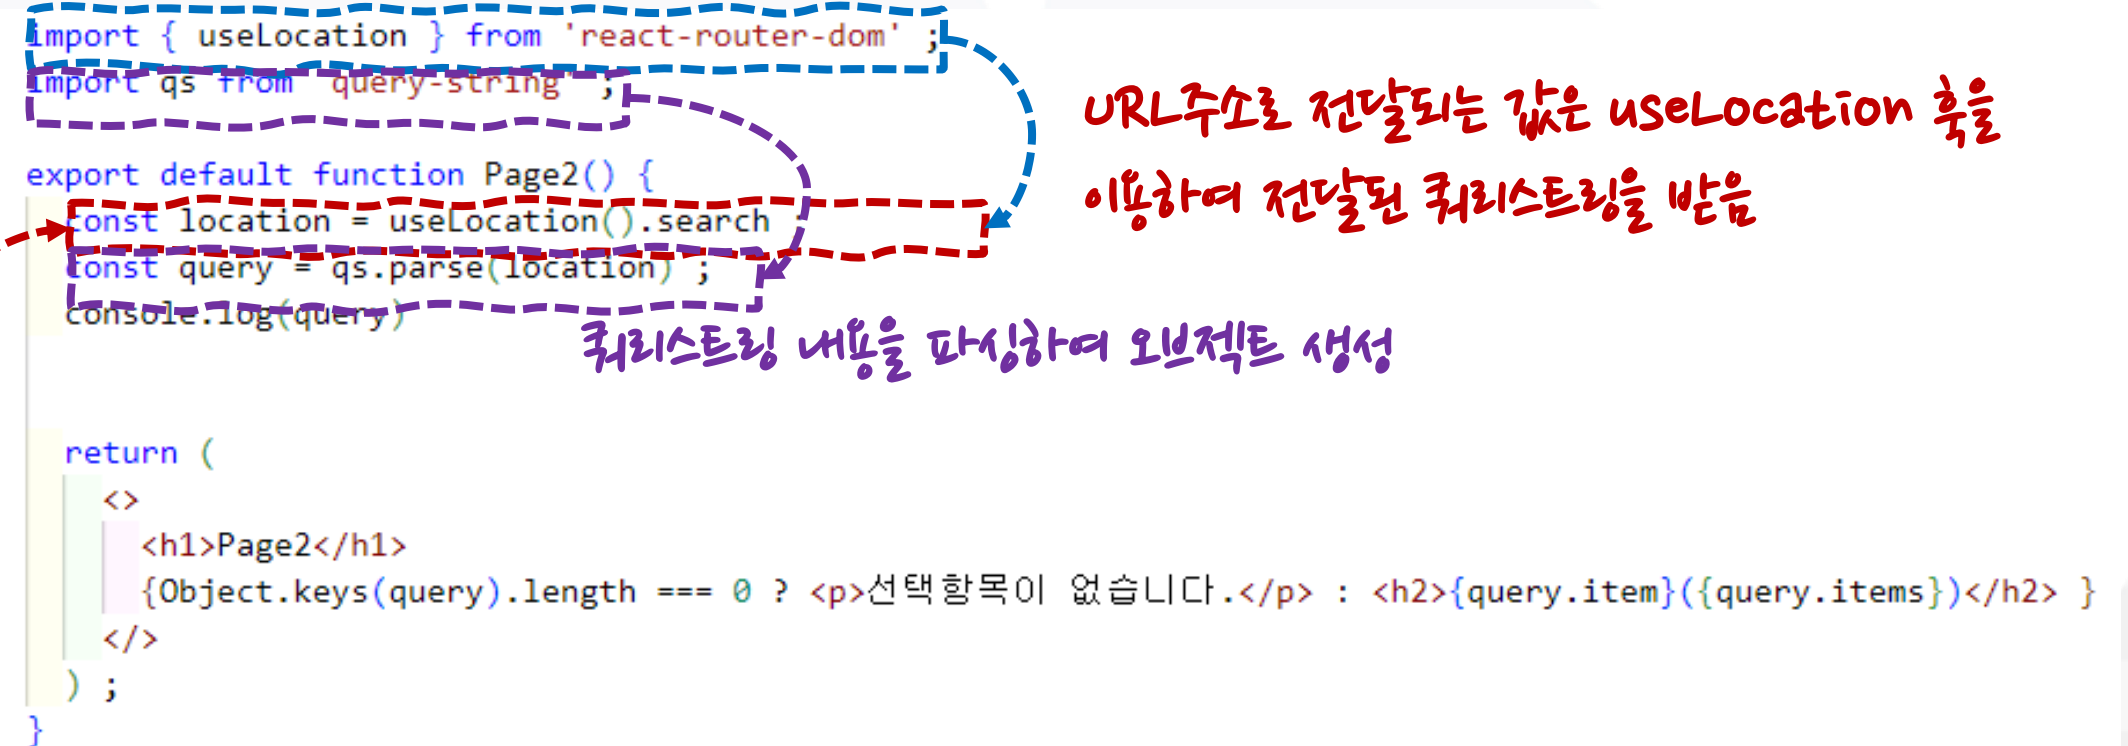 import { useLocation } from 'react-router-dom' ;
import qs from 'query-string' ;
URL주소로 전달되는 값은 useLocation 훅을
이용하여 전달된 쿼리스트링을 받음
export default function Page2() {
const location = useLocation().search ;
const query = qs.parse(location) ;
console.log(query)
쿼리스트링 내용을 파싱하여 오브젝트 생성
return (
<>
<h1>Page2</h1>
{Object.keys(query).length === 0 ? <p>선택항목이 없습니다.</p> : <h2>{query.item}({query.items})</h2> }
</>
) ;
}